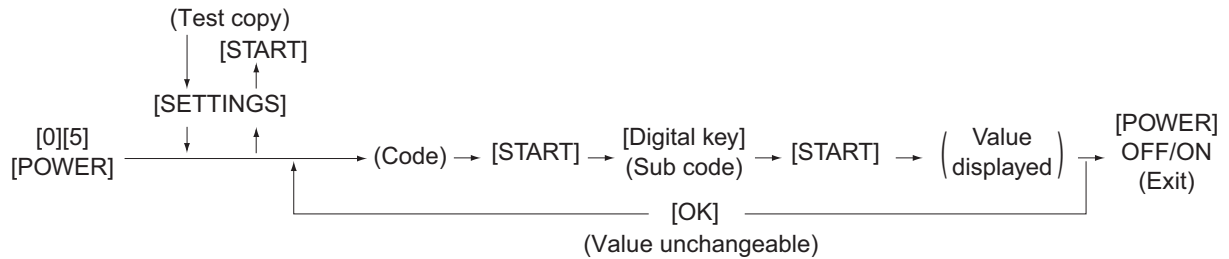 (Test copy)
[START]
[SETTINGS]
[0][5]
[POWER]
(Code)
[START]
[Digital key]
(Sub code)
[START]
(Value
displayed)
[POWER]
OFF/ON
(Exit)
[OK]
(Value unchangeable)